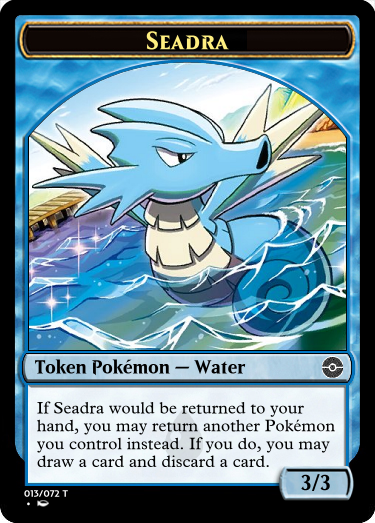 Seadra
Token Pokémon — Water
If Seadra would be returned to your
hand, you may return another Pokémon
you control instead. If you do, you may
draw a card and discard a card.
3/3
013/072 T